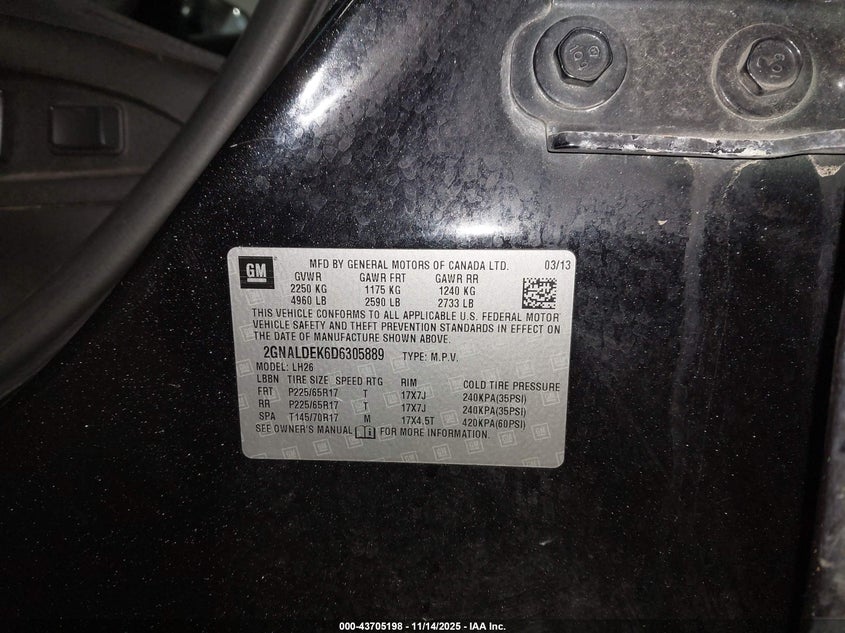 GM
MFD BY GENERAL MOTORS OF CANADA LTD. 03/13
GVWR GAWR FRT GAWR RR
2250 KG 1175 KG 1240 KG
4960 LB 2590 LB 2733 LB
THIS VEHICLE CONFORMS TO ALL APPLICABLE U.S. FEDERAL MOTOR
VEHICLE SAFETY AND THEFT PREVENTION STANDARDS IN EFFECT ON
THE DATE OF MANUFACTURE SHOWN ABOVE.
2GNALDEK6D6305889 TYPE: M.P.V.
MODEL: LH26
LBBN TIRE SIZE SPEED RTG RIM COLD TIRE PRESSURE
FRT P225/65R17 T 17X7J 240KPA(35PSI)
RR P225/65R17 T 17X7J 240KPA(35PSI)
SPA T145/70R17 M 17X4.5T 420KPA(60PSI)
SEE OWNER'S MANUAL FOR MORE INFORMATION.
000-43705198 - 11/14/2025 - IAA Inc.